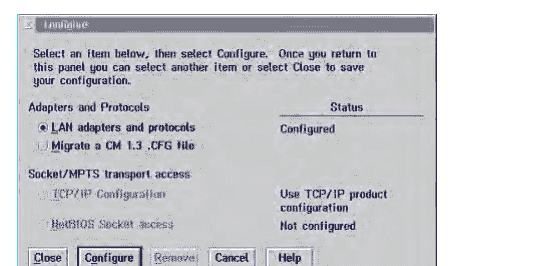 Configure
Select an item below, then select Configure. Once you return to
this panel you can select another item or select Close to save
your configuration.
Adapters and Protocols Status
LAN adapters and protocols Configured
Migrate a CM 1.3 .CFG file
Socket/MPTS transport access
TCP/IP Configuration Use TCP/IP product
configuration
NetBIOS Socket access Not configured
Close Configure Remove Cancel Help